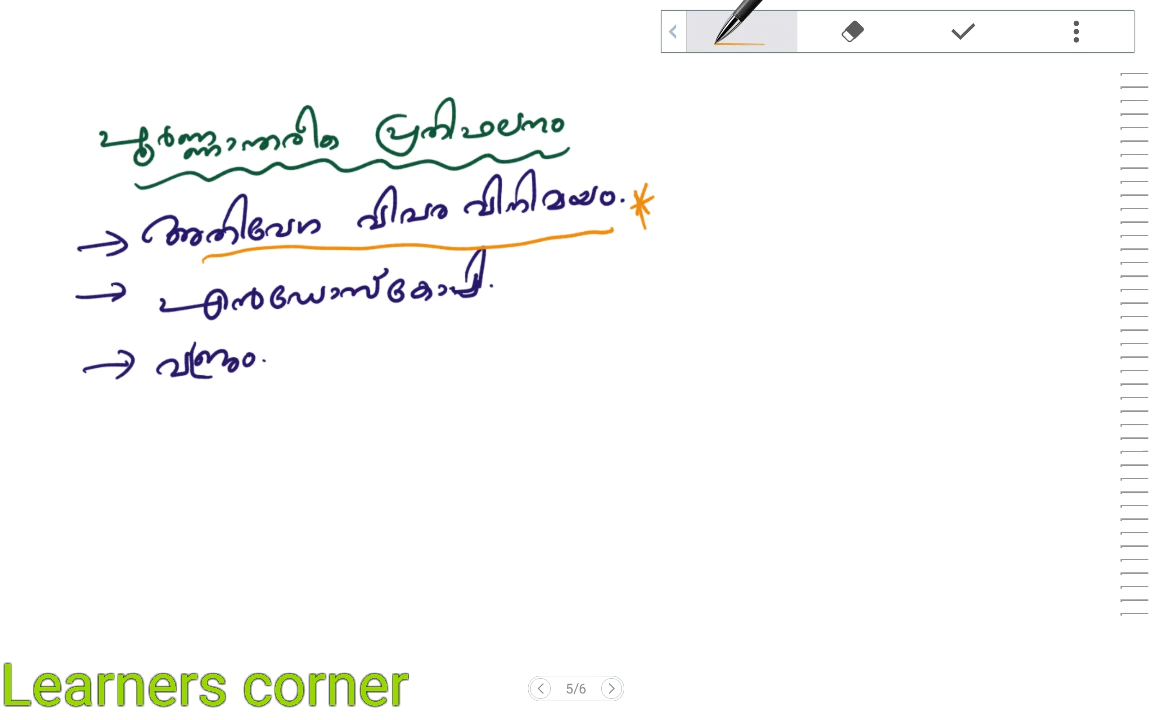 പൂർണ്ണാന്തരിക പ്രതിഫലനം
→ അതിവേഗ വിവര വിനിമയം. *
→ എൻഡോസ്കോപ്പി.
→ വജ്രം.
Learners corner
5/6